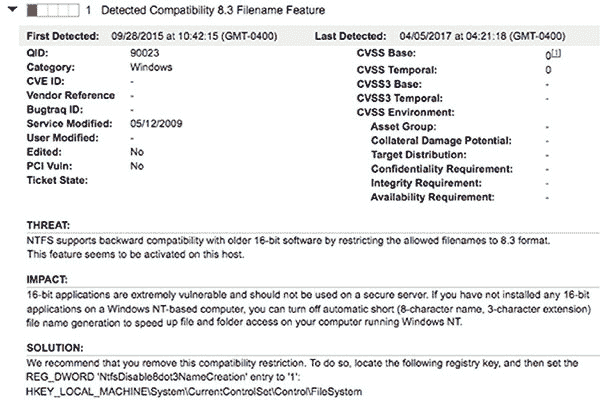 1 Detected Compatibility 8.3 Filename Feature
First Detected: 09/28/2015 at 10:42:15 (GMT-0400) Last Detected: 04/05/2017 at 04:21:18 (GMT-0400)
QID: 90023 CVSS Base: 0[1]
Category: Windows CVSS Temporal: 0
CVE ID: - CVSS3 Base: -
Vendor Reference - CVSS3 Temporal: -
Bugtraq ID: - CVSS Environment:
Service Modified: 05/12/2009 Asset Group: -
User Modified: - Collateral Damage Potential: -
Edited: No Target Distribution: -
PCI Vuln: No Confidentiality Requirement: -
Ticket State: Integrity Requirement: -
Availability Requirement: -
THREAT:
NTFS supports backward compatibility with older 16-bit software by restricting the allowed filenames to 8.3 format.
This feature seems to be activated on this host.
IMPACT:
16-bit applications are extremely vulnerable and should not be used on a secure server. If you have not installed any 16-bit
applications on a Windows NT-based computer, you can turn off automatic short (8-character name, 3-character extension)
file name generation to speed up file and folder access on your computer running Windows NT.
SOLUTION:
We recommend that you remove this compatibility restriction. To do so, locate the following registry key, and then set the
REG_DWORD 'NtfsDisable8dot3NameCreation' entry to '1':
HKEY_LOCAL_MACHINE\System\CurrentControlSet\Control\FileSystem